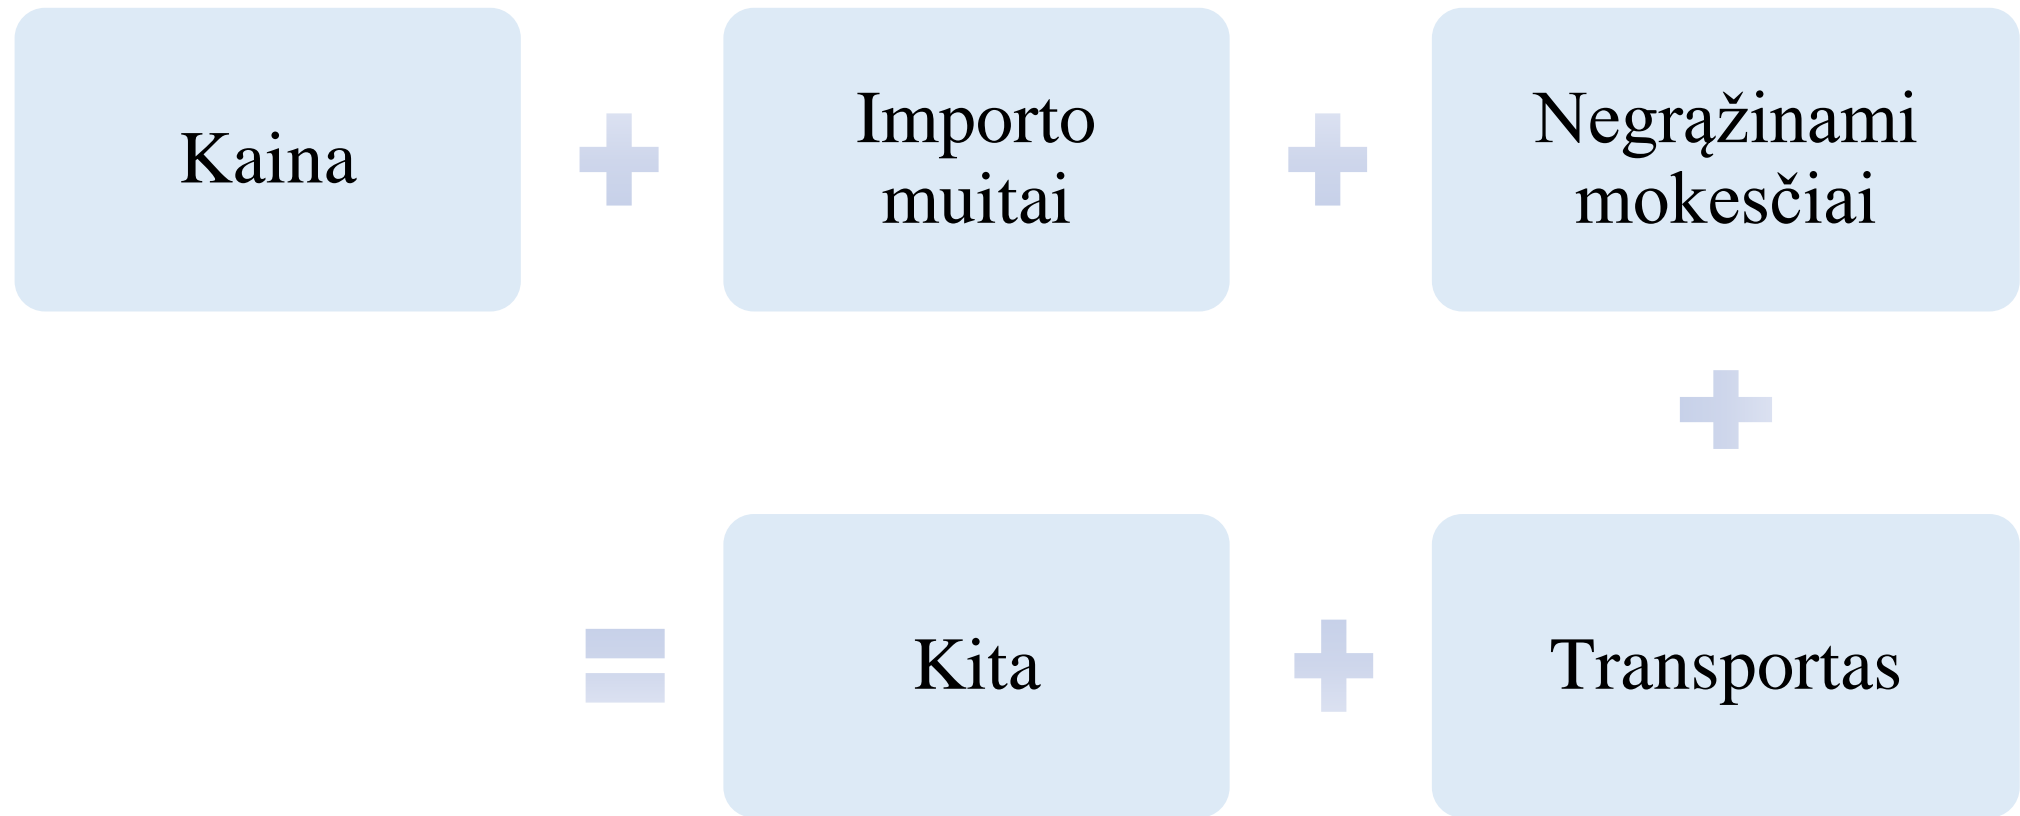 Kaina
+
Importo
muitai
+
Negrąžinami
mokesčiai
+
Transportas
+
Kita
=